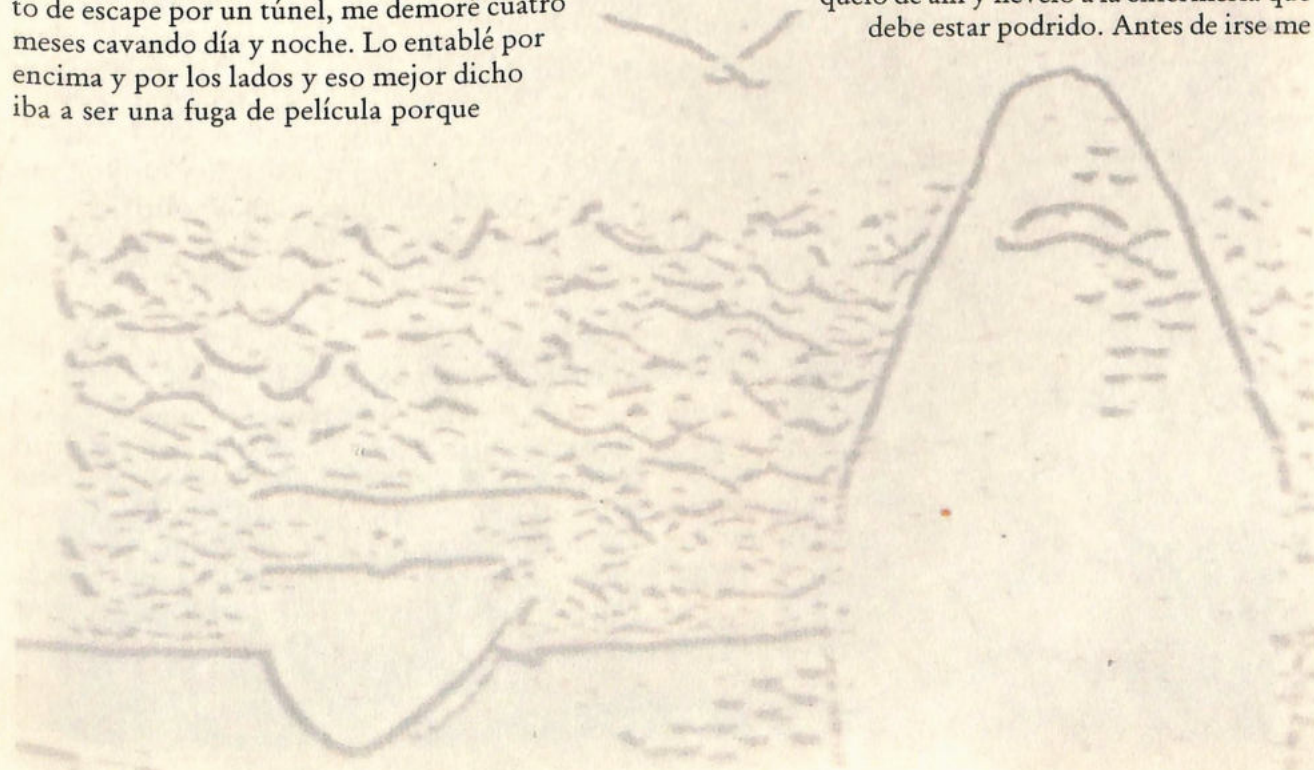 to de escape por un túnel, me demoré cuatro
meses cavando día y noche. Lo entablé por
encima y por los lados y eso mejor dicho
iba a ser una fuga de película porque
debe estar podrido. Antes de irse me